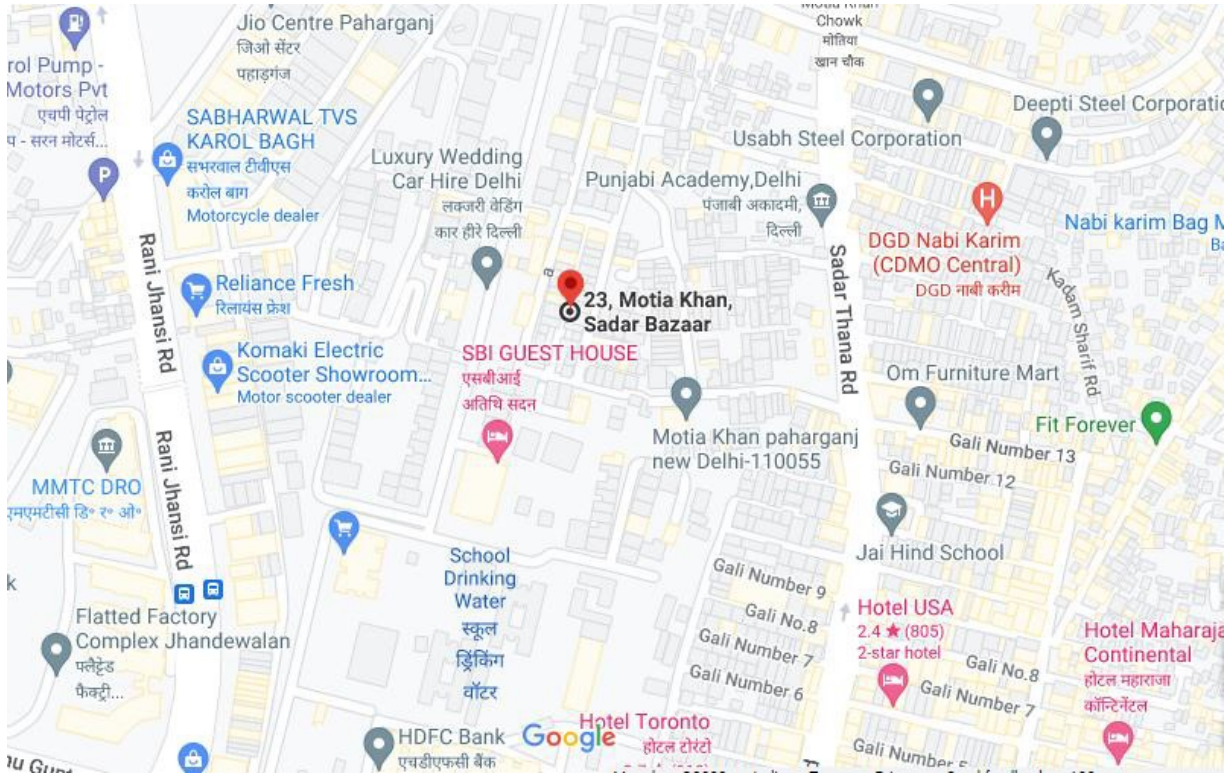 Jio Centre Paharganj
जिओ सेंटर
पहाड़गंज
Chowk
मोतिया
खान चौक
rol Pump -
Motors Pvt
एचपी पेट्रोल
प - सरन मोटर्स...
P
SABHARWAL TVS
KAROL BAGH
सभरवाल टीवीएस
करोल बाग
Motorcycle dealer
Luxury Wedding
Car Hire Delhi
लक्जरी वेडिंग
कार हीरे दिल्ली
Usabh Steel Corporation
Deepti Steel Corporatio
Punjabi Academy,Delhi
पंजाबी अकादमी,
दिल्ली
H
DGD Nabi Karim
(CDMO Central)
DGD नाबी करीम
Nabi karim Bag M
Ba
Rani Jhansi Rd
Sadar Thana Rd
Kadam Sharif Rd
a
Reliance Fresh
रिलायंस फ्रेश
23, Motia Khan,
Sadar Bazaar
Komaki Electric
Scooter Showroom...
Motor scooter dealer
SBI GUEST HOUSE
एसबीआई
अतिथि सदन
Om Furniture Mart
Motia Khan paharganj
new Delhi-110055
Fit Forever
Gali Number 13
Gali Number 12
Rani Jhansi Rd
MMTC DRO
एमएमटीसी डि॰ र॰ ओ॰
Jai Hind School
School
Drinking
Water
स्कूल
ड्रिंकिंग
वॉटर
k
Flatted Factory
Complex Jhandewalan
फ्लैट्टेड
फैक्ट्री...
Gali Number 9
Gali No.8
Gali Number 7
Gali Number 6
Hotel USA
2.4 ★ (805)
2-star hotel
Gali No.8
Gali Number 7
Gali Number 5
Hotel Maharaja
Continental
होटल महाराजा
कॉन्टिनेंटल
HDFC Bank
एचडीएफसी बैंक
Google
Hotel Toronto
होटल टोरंटो